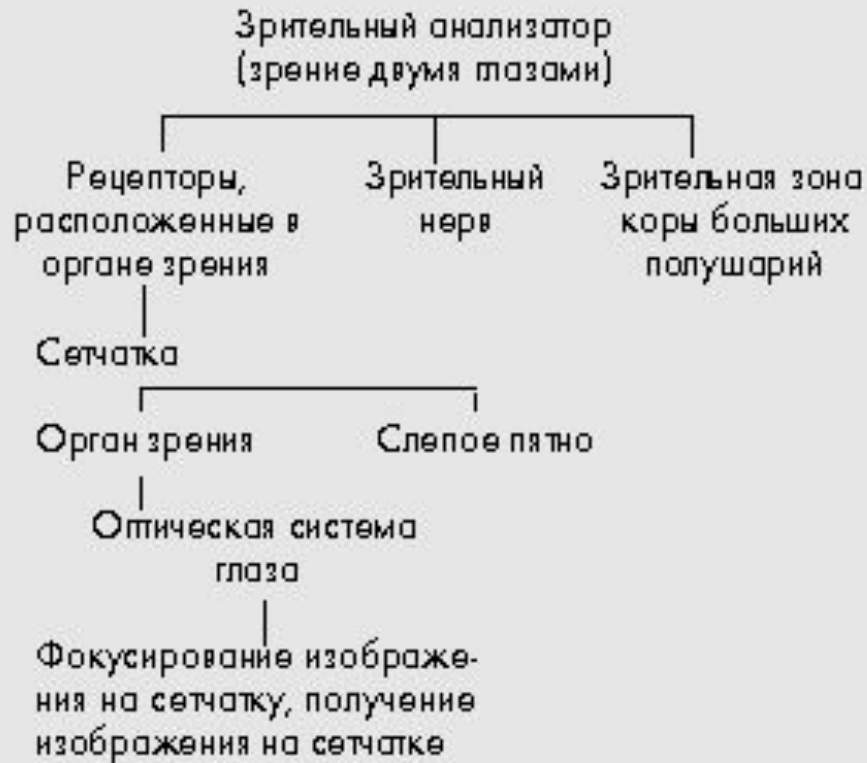 Зрительный анализатор
(зрение двумя глазами)
Рецепторы,
расположенные в
органе зрения
Зрительный
нерв
Зрительная зона
коры больших
полушарий
Сетчатка
Орган зрения
Слепое пятно
Оптическая система
глаза
Фокусирование изображе-
ния на сетчатку, получение
изображения на сетчатке